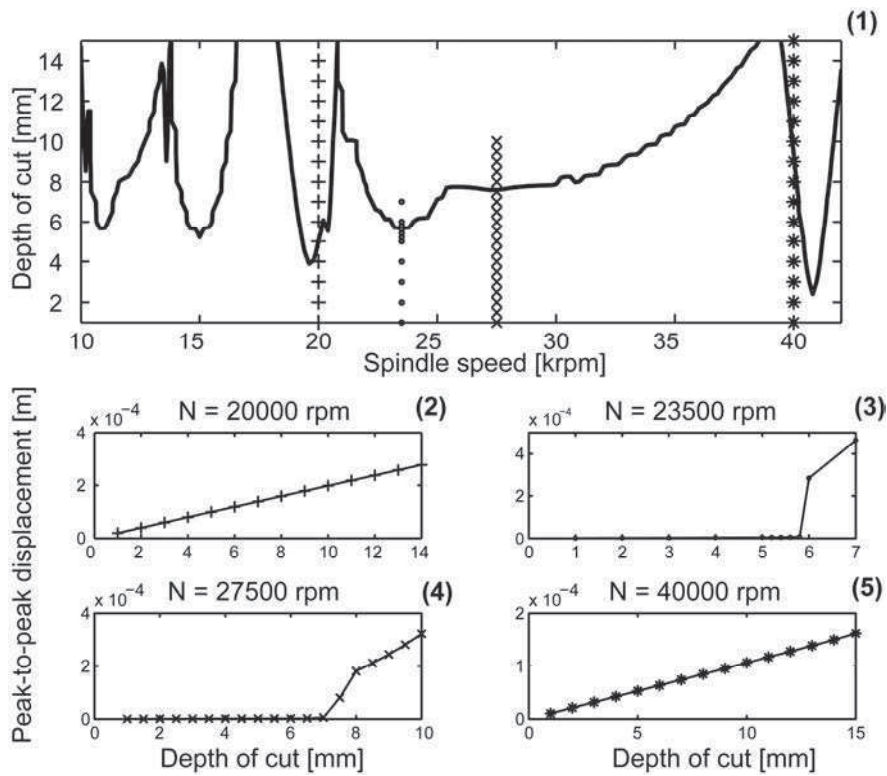 (1)
Depth of cut [mm]
14
12
10
8
6
4
2
10 15 20 25 30 35 40
Spindle speed [krpm]
Peak-to-peak displacement [m]
x 10-4 N = 20000 rpm (2)
4
2
0
0 2 4 6 8 10 12 14
x 10-4 N = 23500 rpm (3)
4
2
0
0 1 2 3 4 5 6 7
x 10-4 N = 27500 rpm (4)
4
2
0
0 2 4 6 8 10
Depth of cut [mm]
x 10-4 N = 40000 rpm (5)
2
1
0
0 5 10 15
Depth of cut [mm]